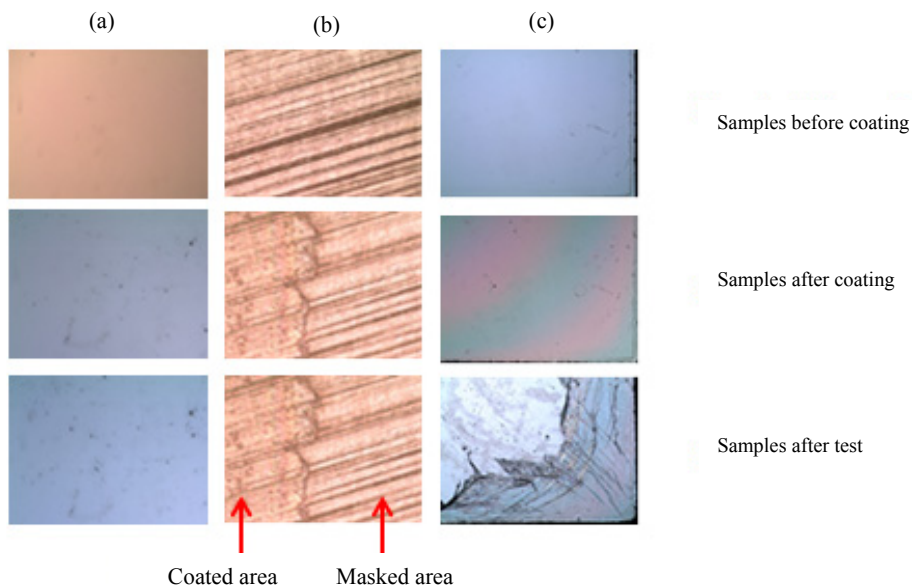 (a) (b) (c)
Samples before coating
Samples after coating
Samples after test
Coated area Masked area